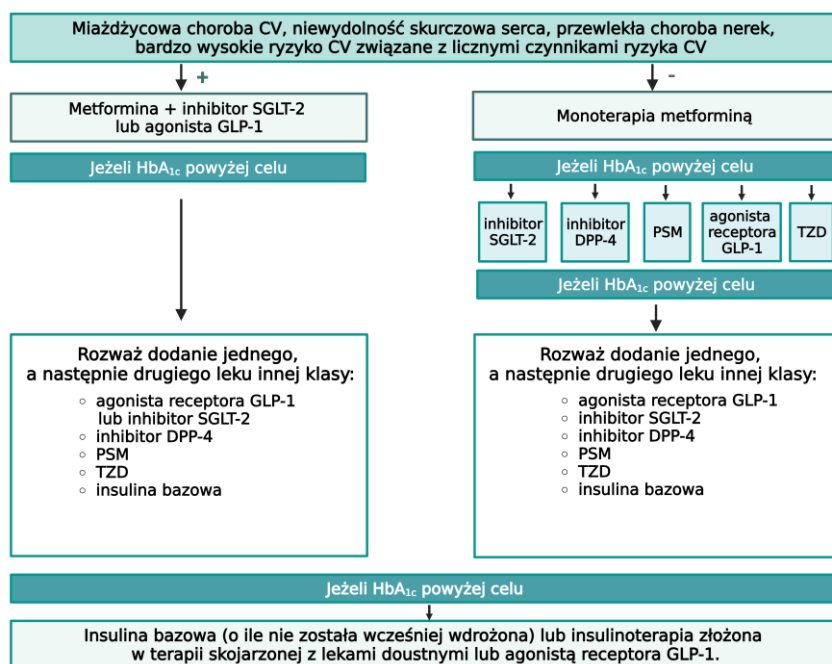 Miażdżycowa choroba CV, niewydolność skurczowa serca, przewlekła choroba nerek,
bardzo wysokie ryzyko CV związane z licznymi czynnikami ryzyka CV
+
-
Metformina + inhibitor SGLT-2
lub agonista GLP-1
Monoterapia metforminą
Jeżeli HbA1c powyżej celu
Jeżeli HbA1c powyżej celu
inhibitor
SGLT-2
inhibitor
DPP-4
PSM
agonista
receptora
GLP-1
TZD
Jeżeli HbA1c powyżej celu
Rozważ dodanie jednego,
a następnie drugiego leku innej klasy:
◦ agonista receptora GLP-1
lub inhibitor SGLT-2
◦ inhibitor DPP-4
◦ PSM
◦ TZD
◦ insulina bazowa
Rozważ dodanie jednego,
a następnie drugiego leku innej klasy:
◦ agonista receptora GLP-1
◦ inhibitor SGLT-2
◦ inhibitor DPP-4
◦ PSM
◦ TZD
◦ insulina bazowa
Jeżeli HbA1c powyżej celu
Insulina bazowa (o ile nie została wcześniej wdrożona) lub insulinoterapia złożona
w terapii skojarzonej z lekami doustnymi lub agonistą receptora GLP-1.